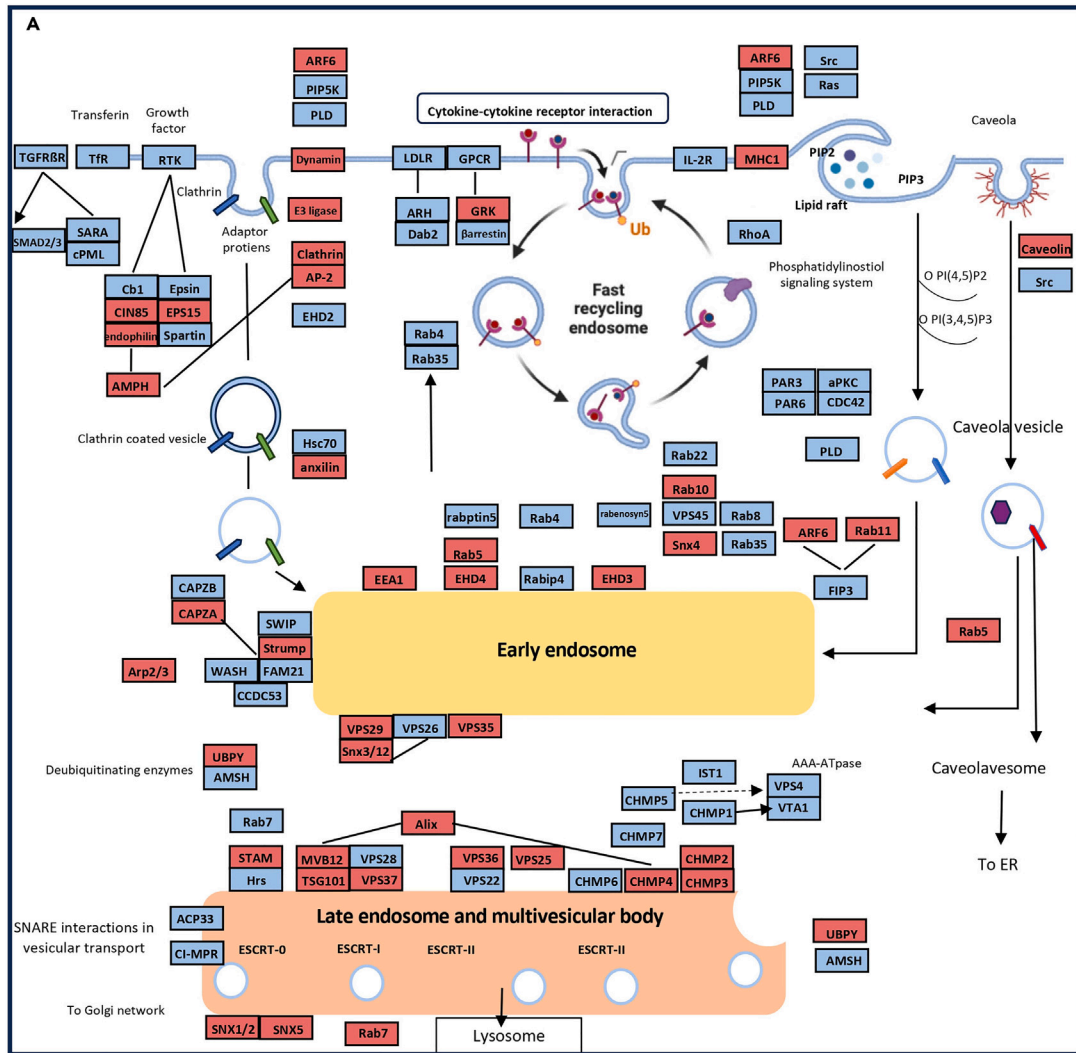 A
ARF6
PIP5K
PLD
ARF6
PIP5K
PLD
Src
Ras
Transferin
Growth
factor
Cytokine-cytokine receptor interaction
Caveola
TGFRßR
TfR
RTK
Dynamin
LDLR
GPCR
IL-2R
MHC1
PIP2
PIP3
Lipid raft
Clathrin
E3 ligase
Adaptor
protiens
SMAD2/3
SARA
cPML
ARH
Dab2
GRK
βarrestin
Ub
RhoA
Clathrin
AP-2
Caveolin
Src
Phosphatidylinostiol
signaling system
O PI(4,5)P2
O PI(3,4,5)P3
Cb1
Epsin
CIN85
EPS15
endophilin
Spartin
AMPH
EHD2
Fast
recycling
endosome
Rab4
Rab35
PAR3
aPKC
PAR6
CDC42
PLD
Caveola vesicle
Clathrin coated vesicle
Hsc70
anxilin
Rab22
Rab10
VPS45
Rab8
Snx4
Rab35
rabptin5
Rab4
rabenosyn5
ARF6
Rab11
FIP3
Rab5
EHD4
EEA1
Rabip4
EHD3
CAPZB
CAPZA
SWIP
Strump
WASH
FAM21
CCDC53
Arp2/3
Early endosome
Rab5
VPS29
VPS26
VPS35
Snx3/12
Deubiquitinating enzymes
UBPY
AMSH
IST1
AAA-ATpase
CHMP5
VPS4
CHMP1
VTA1
CHMP7
Caveolavesome
To ER
Rab7
Alix
STAM
Hrs
MVB12
VPS28
TSG101
VPS37
VPS36
VPS25
VPS22
CHMP6
CHMP4
CHMP2
CHMP3
Late endosome and multivesicular body
SNARE interactions in
vesicular transport
ACP33
CI-MPR
ESCRT-0
ESCRT-I
ESCRT-II
ESCRT-II
UBPY
AMSH
To Golgi network
SNX1/2
SNX5
Rab7
Lysosome